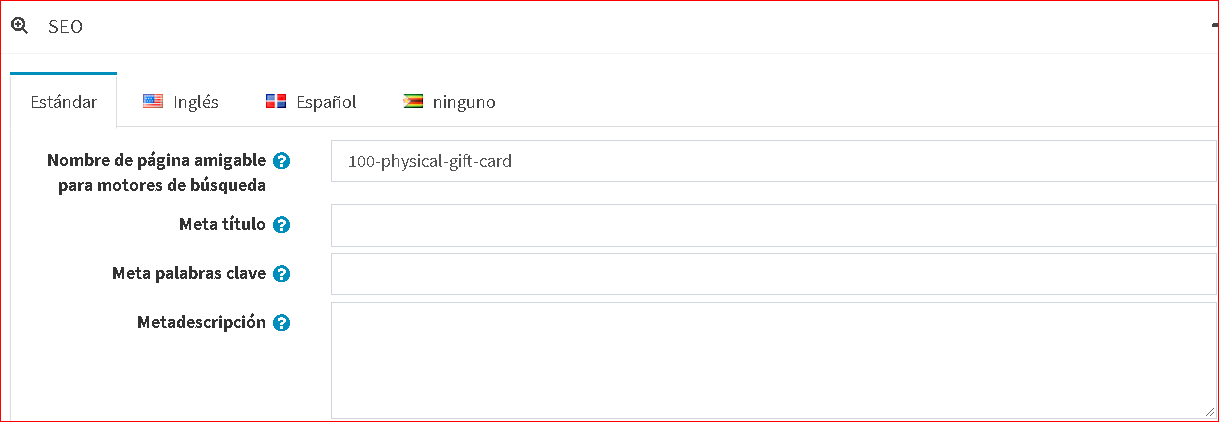 SEO
Estándar Inglés Español ninguno
Nombre de página amigable
para motores de búsqueda
100-physical-gift-card
Meta título
Meta palabras clave
Metadescripción